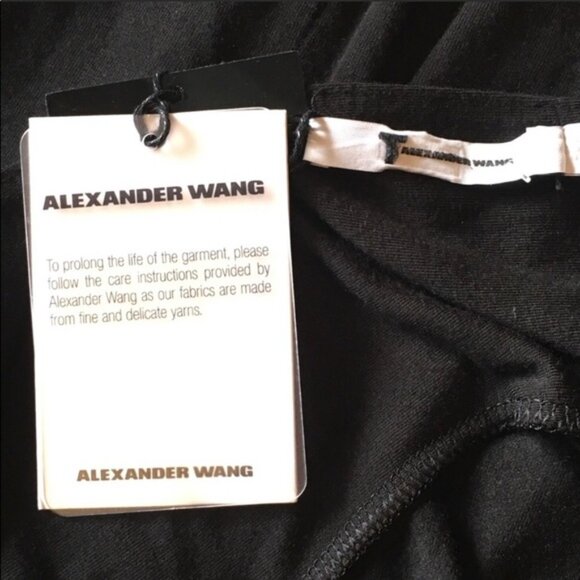 ALEXANDER WANG
To prolong the life of the garment, please
follow the care instructions provided by
Alexander Wang as our fabrics are made
from fine and delicate yarns.
ALEXANDER WANG
T ALEXANDER WANG